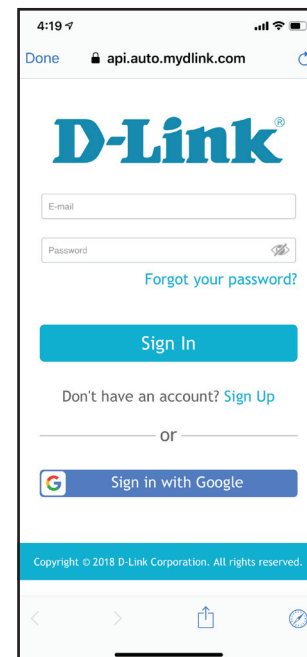 4:19
Done api.auto.mydlink.com
D-Link®
E-mail
Password
Forgot your password?
Sign In
Don't have an account? Sign Up
or
G Sign in with Google
Copyright © 2018 D-Link Corporation. All rights reserved.